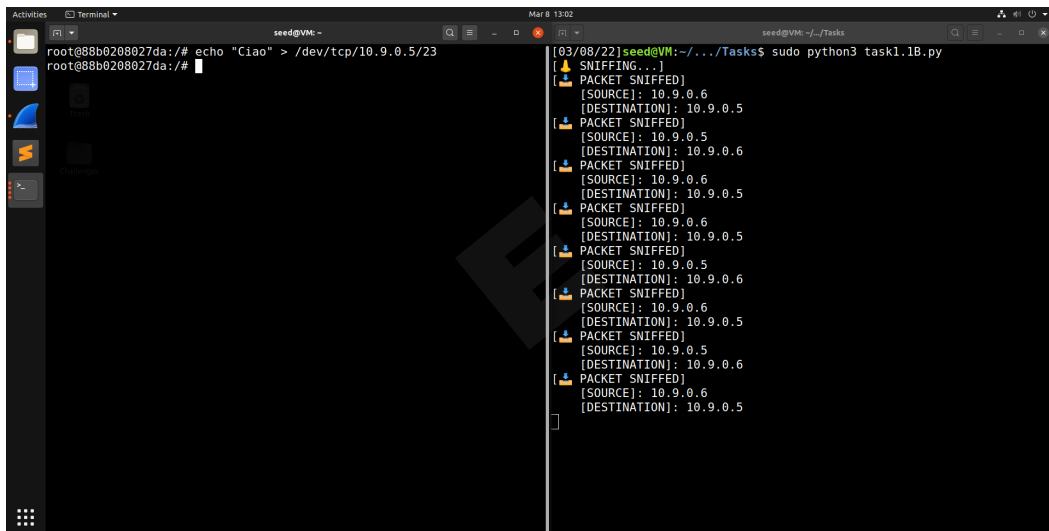 Activities
Terminal
Mar 8 13:02
seed@VM: ~
root@88b0208027da:/# echo "Ciao" > /dev/tcp/10.9.0.5/23
root@88b0208027da:/#
Trash
Challenges
seed@VM: ~/.../Tasks
[03/08/22]seed@VM:~/.../Tasks$ sudo python3 task1.1B.py
[👃 SNIFFING...]
[📥 PACKET SNIFFED]
[SOURCE]: 10.9.0.6
[DESTINATION]: 10.9.0.5
[📥 PACKET SNIFFED]
[SOURCE]: 10.9.0.5
[DESTINATION]: 10.9.0.6
[📥 PACKET SNIFFED]
[SOURCE]: 10.9.0.6
[DESTINATION]: 10.9.0.5
[📥 PACKET SNIFFED]
[SOURCE]: 10.9.0.6
[DESTINATION]: 10.9.0.5
[📥 PACKET SNIFFED]
[SOURCE]: 10.9.0.5
[DESTINATION]: 10.9.0.6
[📥 PACKET SNIFFED]
[SOURCE]: 10.9.0.6
[DESTINATION]: 10.9.0.5
[📥 PACKET SNIFFED]
[SOURCE]: 10.9.0.5
[DESTINATION]: 10.9.0.6
[📥 PACKET SNIFFED]
[SOURCE]: 10.9.0.6
[DESTINATION]: 10.9.0.5